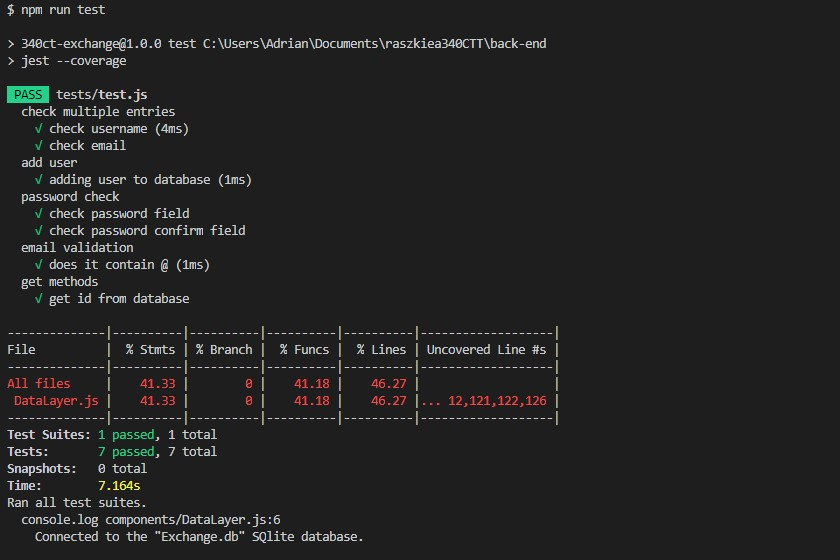 $ npm run test
> 340ct-exchange@1.0.0 test C:\Users\Adrian\Documents\raszkiea340CTT\back-end
> jest --coverage
PASS tests/test.js
check multiple entries
√ check username (4ms)
√ check email
add user
√ adding user to database (1ms)
password check
√ check password field
√ check password confirm field
email validation
√ does it contain @ (1ms)
get methods
√ get id from database
--------------|----------|----------|----------|----------|-------------------|
File          |  % Stmts | % Branch |  % Funcs |  % Lines | Uncovered Line #s |
--------------|----------|----------|----------|----------|-------------------|
All files     |    41.33 |        0 |    41.18 |    46.27 |                   |
 DataLayer.js |    41.33 |        0 |    41.18 |    46.27 |... 12,121,122,126 |
--------------|----------|----------|----------|----------|-------------------|
Test Suites: 1 passed, 1 total
Tests:       7 passed, 7 total
Snapshots:   0 total
Time:        7.164s
Ran all test suites.
console.log components/DataLayer.js:6
Connected to the "Exchange.db" SQlite database.